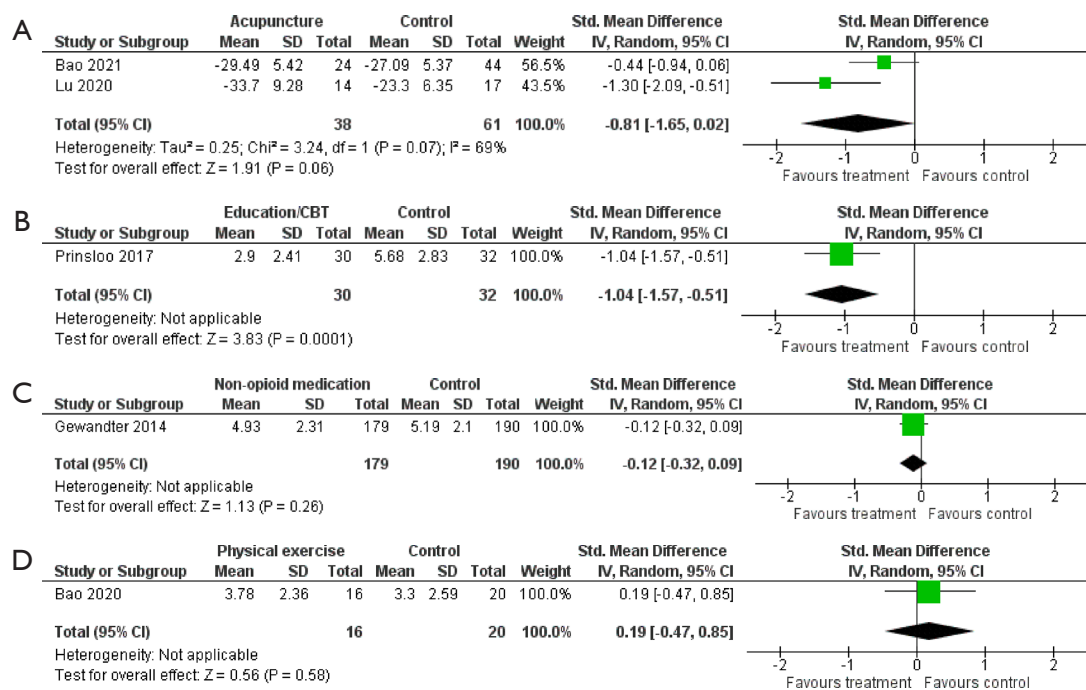 A
Acupuncture Control Std. Mean Difference Std. Mean Difference
Study or Subgroup Mean SD Total Mean SD Total Weight IV, Random, 95% CI IV, Random, 95% CI
Bao 2021 -29.49 5.42 24 -27.09 5.37 44 56.5% -0.44 [-0.94, 0.06]
Lu 2020 -33.7 9.28 14 -23.3 6.35 17 43.5% -1.30 [-2.09, -0.51]
Total (95% CI) 38 61 100.0% -0.81 [-1.65, 0.02]
Heterogeneity: Tau² = 0.25; Chi² = 3.24, df = 1 (P = 0.07); I² = 69%
Test for overall effect: Z = 1.91 (P = 0.06)
-2 -1 0 1 2
Favours treatment Favours control
B
Education/CBT Control Std. Mean Difference Std. Mean Difference
Study or Subgroup Mean SD Total Mean SD Total Weight IV, Random, 95% CI IV, Random, 95% CI
Prinsloo 2017 2.9 2.41 30 5.68 2.83 32 100.0% -1.04 [-1.57, -0.51]
Total (95% CI) 30 32 100.0% -1.04 [-1.57, -0.51]
Heterogeneity: Not applicable
Test for overall effect: Z = 3.83 (P = 0.0001)
-2 -1 0 1 2
Favours treatment Favours control
C
Non-opioid medication Control Std. Mean Difference Std. Mean Difference
Study or Subgroup Mean SD Total Mean SD Total Weight IV, Random, 95% CI IV, Random, 95% CI
Gewandter 2014 4.93 2.31 179 5.19 2.1 190 100.0% -0.12 [-0.32, 0.09]
Total (95% CI) 179 190 100.0% -0.12 [-0.32, 0.09]
Heterogeneity: Not applicable
Test for overall effect: Z = 1.13 (P = 0.26)
-2 -1 0 1 2
Favours treatment Favours control
D
Physical exercise Control Std. Mean Difference Std. Mean Difference
Study or Subgroup Mean SD Total Mean SD Total Weight IV, Random, 95% CI IV, Random, 95% CI
Bao 2020 3.78 2.36 16 3.3 2.59 20 100.0% 0.19 [-0.47, 0.85]
Total (95% CI) 16 20 100.0% 0.19 [-0.47, 0.85]
Heterogeneity: Not applicable
Test for overall effect: Z = 0.56 (P = 0.58)
-2 -1 0 1 2
Favours treatment Favours control